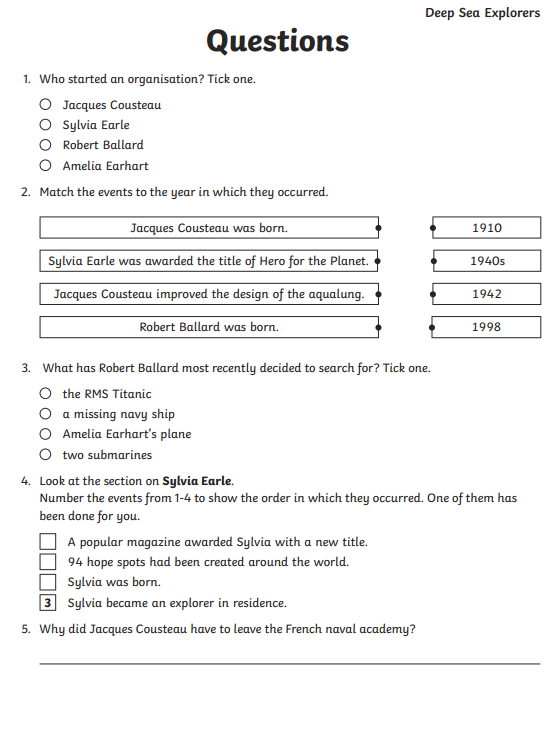 Deep Sea Explorers
Questions
1. Who started an organisation? Tick one.
Jacques Cousteau
Sylvia Earle
Robert Ballard
Amelia Earhart
2. Match the events to the year in which they occurred.
Jacques Cousteau was born. 1910
Sylvia Earle was awarded the title of Hero for the Planet. 1940s
Jacques Cousteau improved the design of the aqualung. 1942
Robert Ballard was born. 1998
3. What has Robert Ballard most recently decided to search for? Tick one.
the RMS Titanic
a missing navy ship
Amelia Earhart's plane
two submarines
4. Look at the section on Sylvia Earle.
Number the events from 1-4 to show the order in which they occurred. One of them has
been done for you.
A popular magazine awarded Sylvia with a new title.
94 hope spots had been created around the world.
Sylvia was born.
3 Sylvia became an explorer in residence.
5. Why did Jacques Cousteau have to leave the French naval academy?